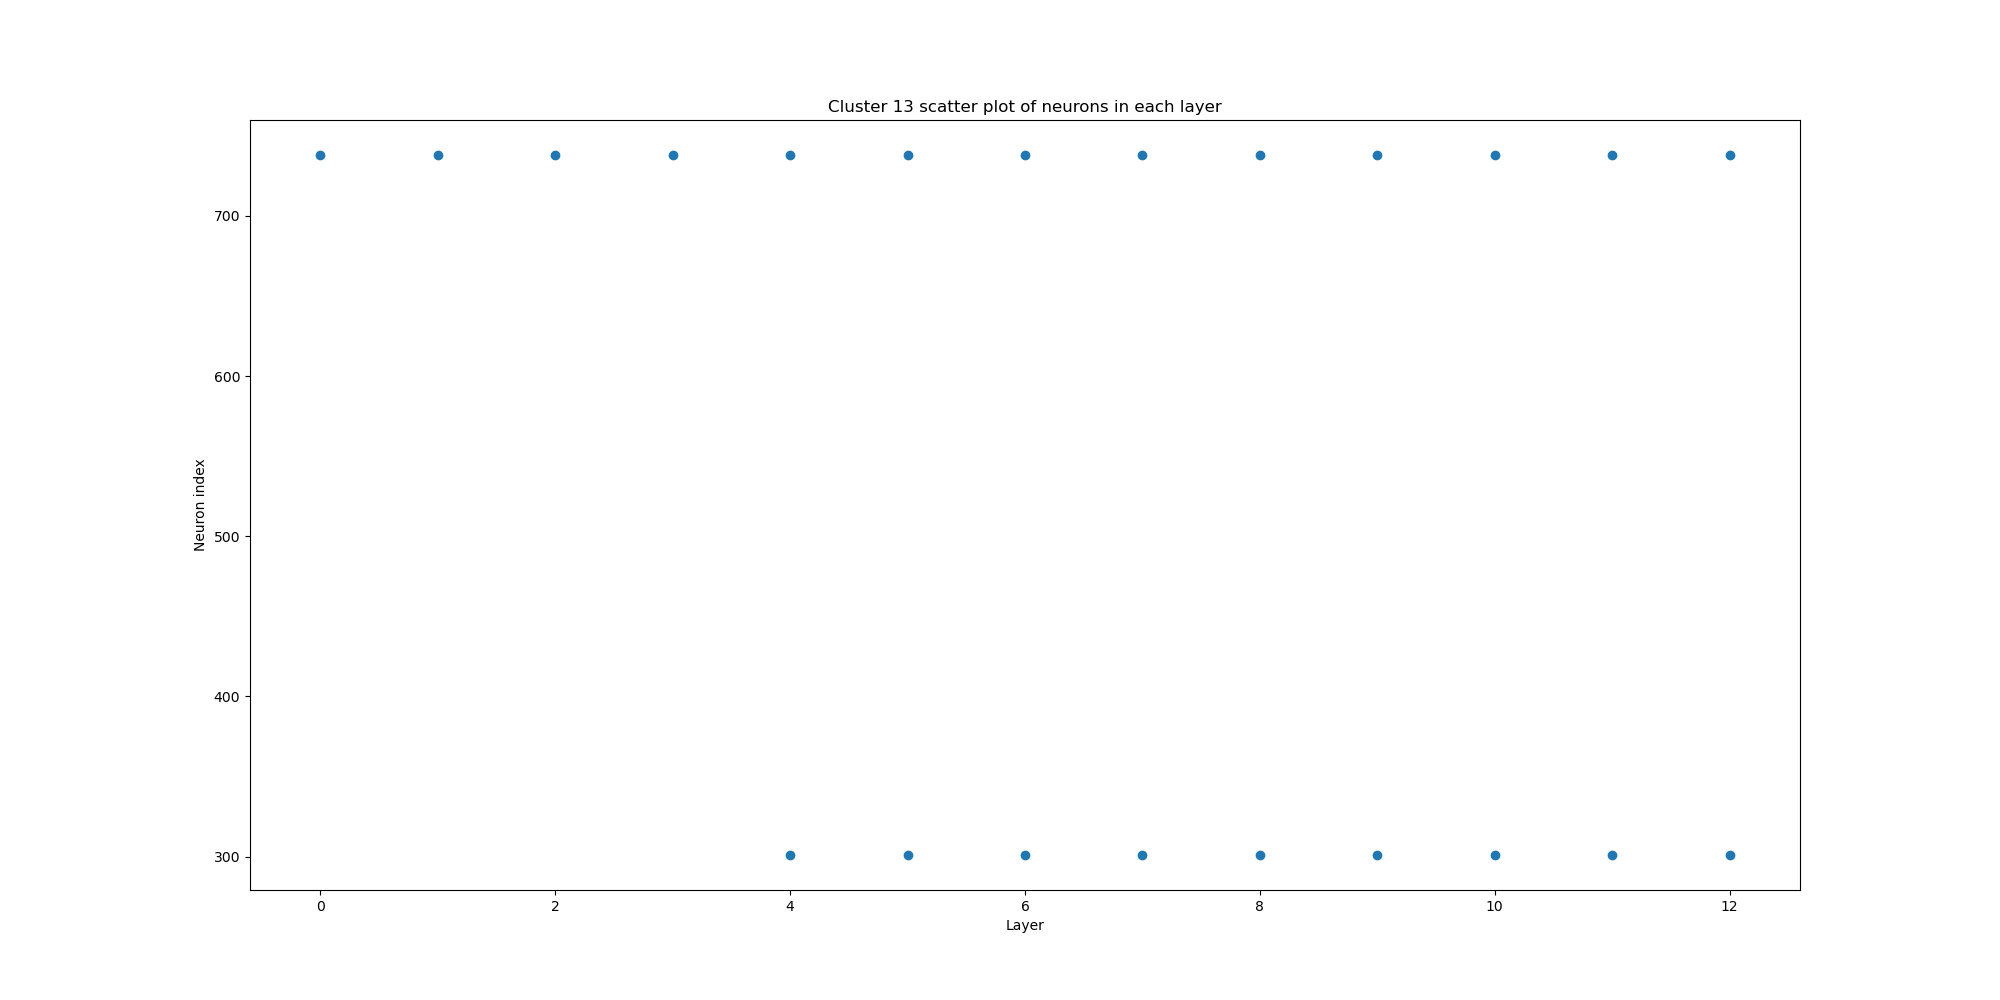 Cluster 13 scatter plot of neurons in each layer
700
600
500
400
300
Neuron index
0 2 4 6 8 10 12
Layer